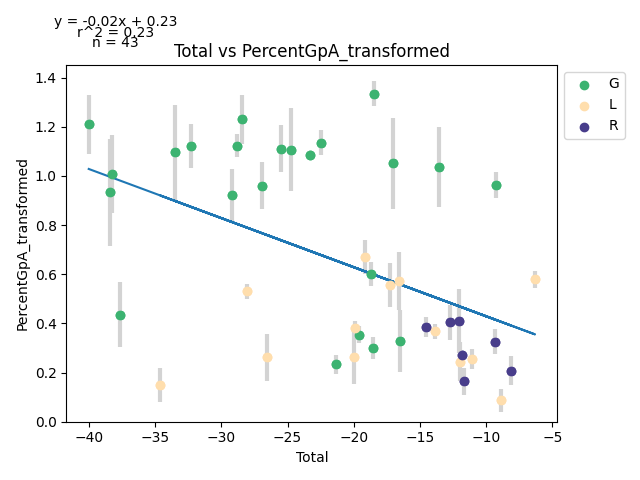 y = -0.02x + 0.23
r^2 = 0.23
n = 43
Total vs PercentGpA_transformed
G
L
R
1.4
1.2
1.0
0.8
0.6
0.4
0.2
0.0
PercentGpA_transformed
−40
−35
−30
−25
−20
−15
−10
−5
Total